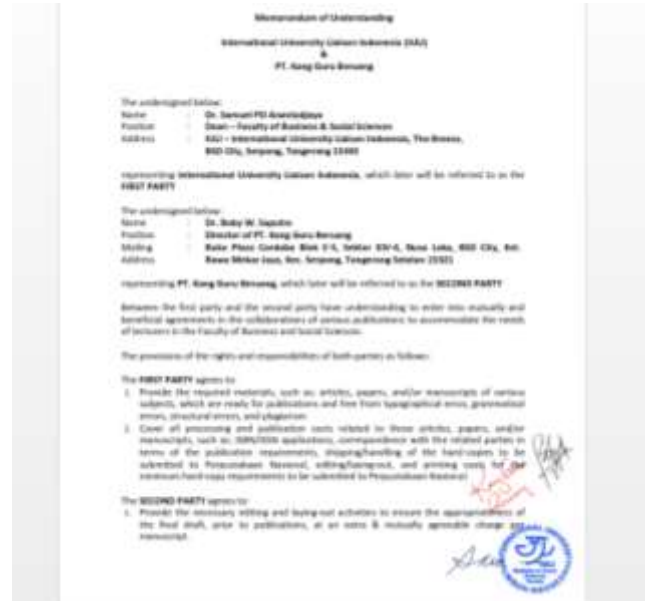 Memorandum of Understanding
International University Liaison Indonesia (IULI)
&
PT. Kang Guru Beruang
The undersigned below:
Name : Dr. Samuel PD Anantadjaya
Position : Dean – Faculty of Business & Social Sciences
Address : IULI – International University Liaison Indonesia, The Breeze,
BSD City, Serpong, Tangerang 15345
representing International University Liaison Indonesia, which later will be referred to as the
FIRST PARTY
The undersigned below:
Name : Dr. Boby W. Saputra
Position : Director of PT. Kang Guru Beruang
Mailing : Ruko Plaza Cordoba Blok, Sektor, Nusa Loka, BSD City, Kel.
Address Rawa Mekar Jaya, Kec. Serpong, Tangerang Selatan
representing PT. Kang Guru Beruang, which later will be referred to as the SECOND PARTY
Between the first party and the second party have understanding to enter into mutually and
beneficial agreements in the collaborations of various publications to accommodate the needs
of lecturers in the Faculty of Business and Social Sciences.
The provisions of the rights and responsibilities of both parties as follows:
The FIRST PARTY agrees to
1. Provide the required materials, such as: articles, papers, and/or manuscripts of various
subjects, which are ready for publications and free from typographical error, grammatical
errors, structural errors, and plagiarism
2. Cover all processing and publication costs related to those articles, papers, and/or
manuscripts, such as; ISBN/ISSN applications, correspondence with the related parties in
terms of the publication requirements, shipping/handling of the hard-copies to be
submitted to Perpustakaan Nasional, editing/laying-out, and printing costs for the
minimum hard-copy requirements to be submitted to Perpustakaan Nasional
The SECOND PARTY agrees to
1. Provide the necessary editing and laying-out activities to ensure the appropriateness of
the final draft, prior to publications, at an extra & mutually agreeable charge per
manuscript.